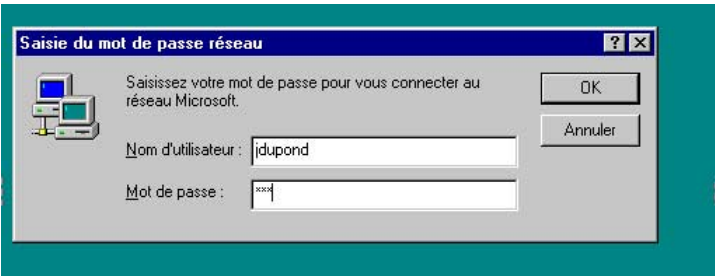 Saisie du mot de passe réseau
Saisissez votre mot de passe pour vous connecter au
réseau Microsoft.
OK
Annuler
Nom d'utilisateur : jdupond
Mot de passe : ***